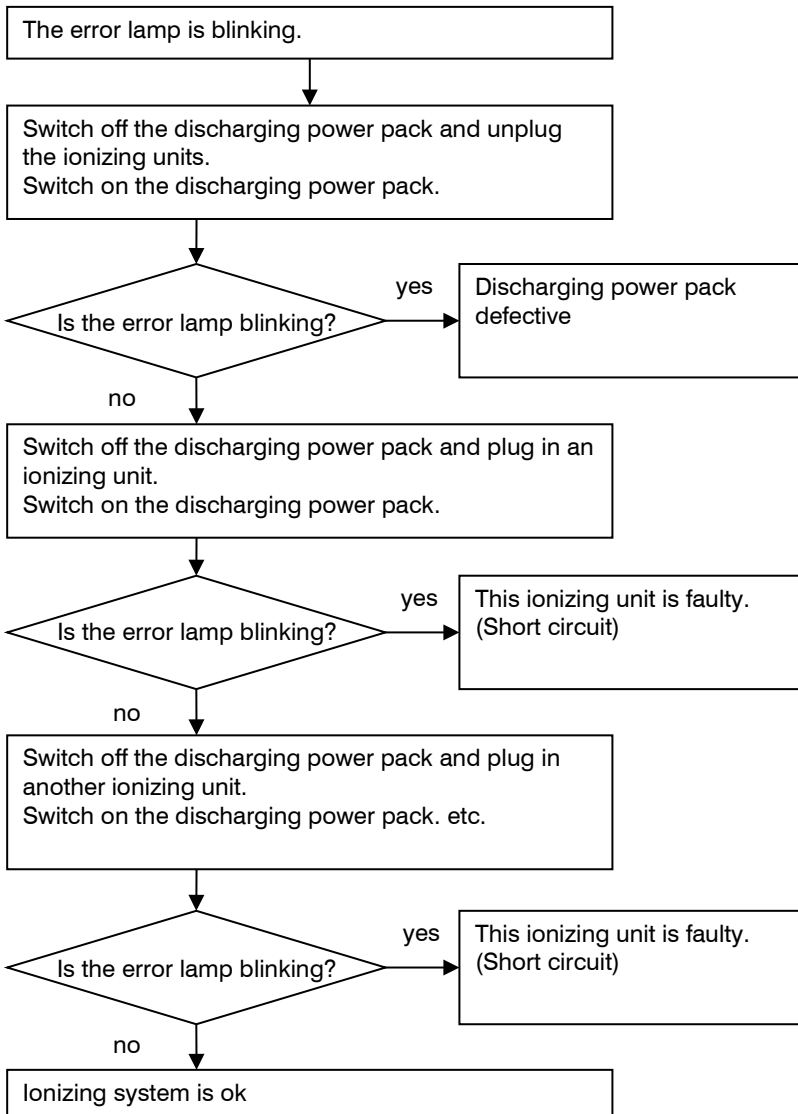 The error lamp is blinking.
Switch off the discharging power pack and unplug
the ionizing units.
Switch on the discharging power pack.
Is the error lamp blinking?
yes
Discharging power pack
defective
no
Switch off the discharging power pack and plug in an
ionizing unit.
Switch on the discharging power pack.
Is the error lamp blinking?
yes
This ionizing unit is faulty.
(Short circuit)
no
Switch off the discharging power pack and plug in
another ionizing unit.
Switch on the discharging power pack. etc.
Is the error lamp blinking?
yes
This ionizing unit is faulty.
(Short circuit)
no
Ionizing system is ok